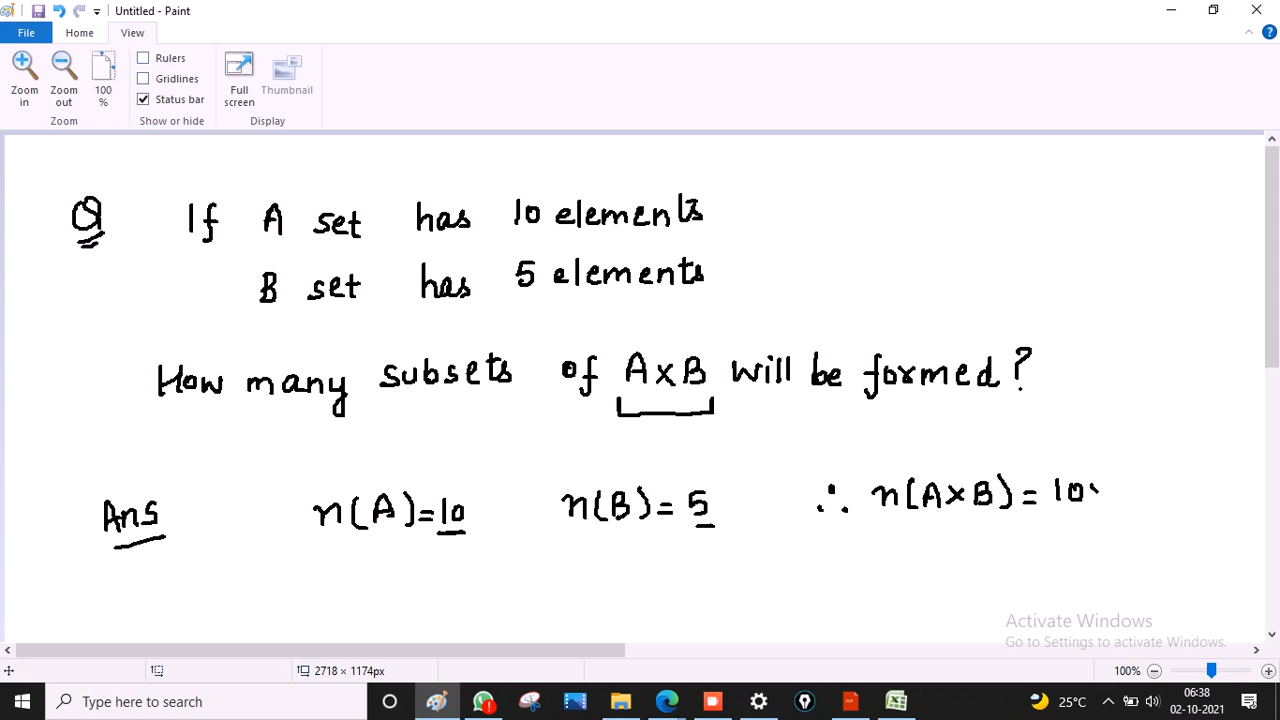 Untitled - Paint
File Home View
Zoom in Zoom out 100 % Rulers Gridlines Status bar Full screen Thumbnail
Zoom Show or hide Display
Q If A set has 10 elements
B set has 5 elements
How many subsets of A×B will be formed?
Ans n(A)=10 n(B)=5 ∴ n(A×B)=10
Activate Windows
Go to Settings to activate Windows.
2718 × 1174px 100%
Type here to search 25°C 06:38
02-10-2021